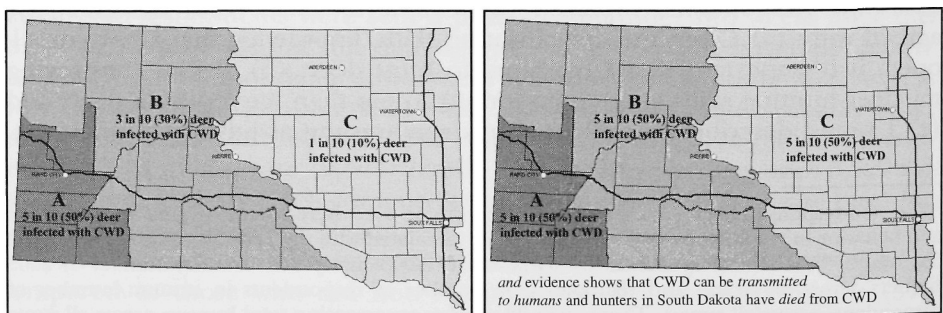 ABERDEEN
B
3 in 10 (30%) deer
infected with CWD
WATERTOWN
C
1 in 10 (10%) deer
infected with CWD
PIERRE
RAPID CITY
A
5 in 10 (50%) deer
infected with CWD
SIOUX FALLS
ABERDEEN
B
5 in 10 (50%) deer
infected with CWD
WATERTOWN
C
5 in 10 (50%) deer
infected with CWD
PIERRE
RAPID CITY
A
5 in 10 (50%) deer
infected with CWD
SIOUX FALLS
and evidence shows that CWD can be transmitted
to humans and hunters in South Dakota have died from CWD